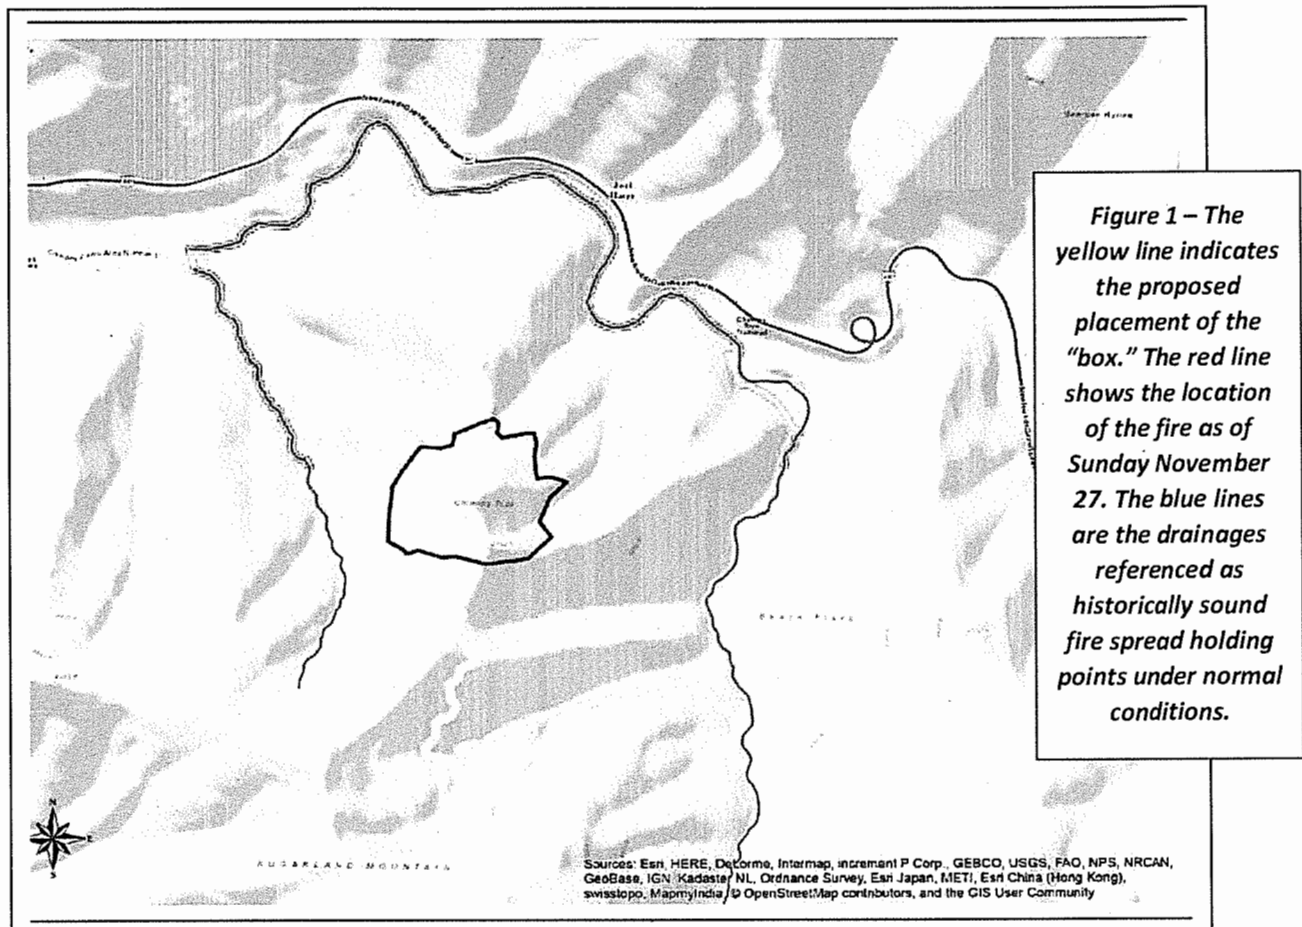 Figure 1 – The
yellow line indicates
the proposed
placement of the
"box." The red line
shows the location
of the fire as of
Sunday November
27. The blue lines
are the drainages
referenced as
historically sound
fire spread holding
points under normal
conditions.
Chimney Tops
N
E
S
SUGARLAND MOUNTAIN
Sources: Esri, HERE, DeLorme, Intermap, increment P Corp., GEBCO, USGS, FAO, NPS, NRCAN,
GeoBase, IGN, Kadaster NL, Ordnance Survey, Esri Japan, METI, Esri China (Hong Kong),
swisstopo, MapmyIndia, © OpenStreetMap contributors, and the GIS User Community